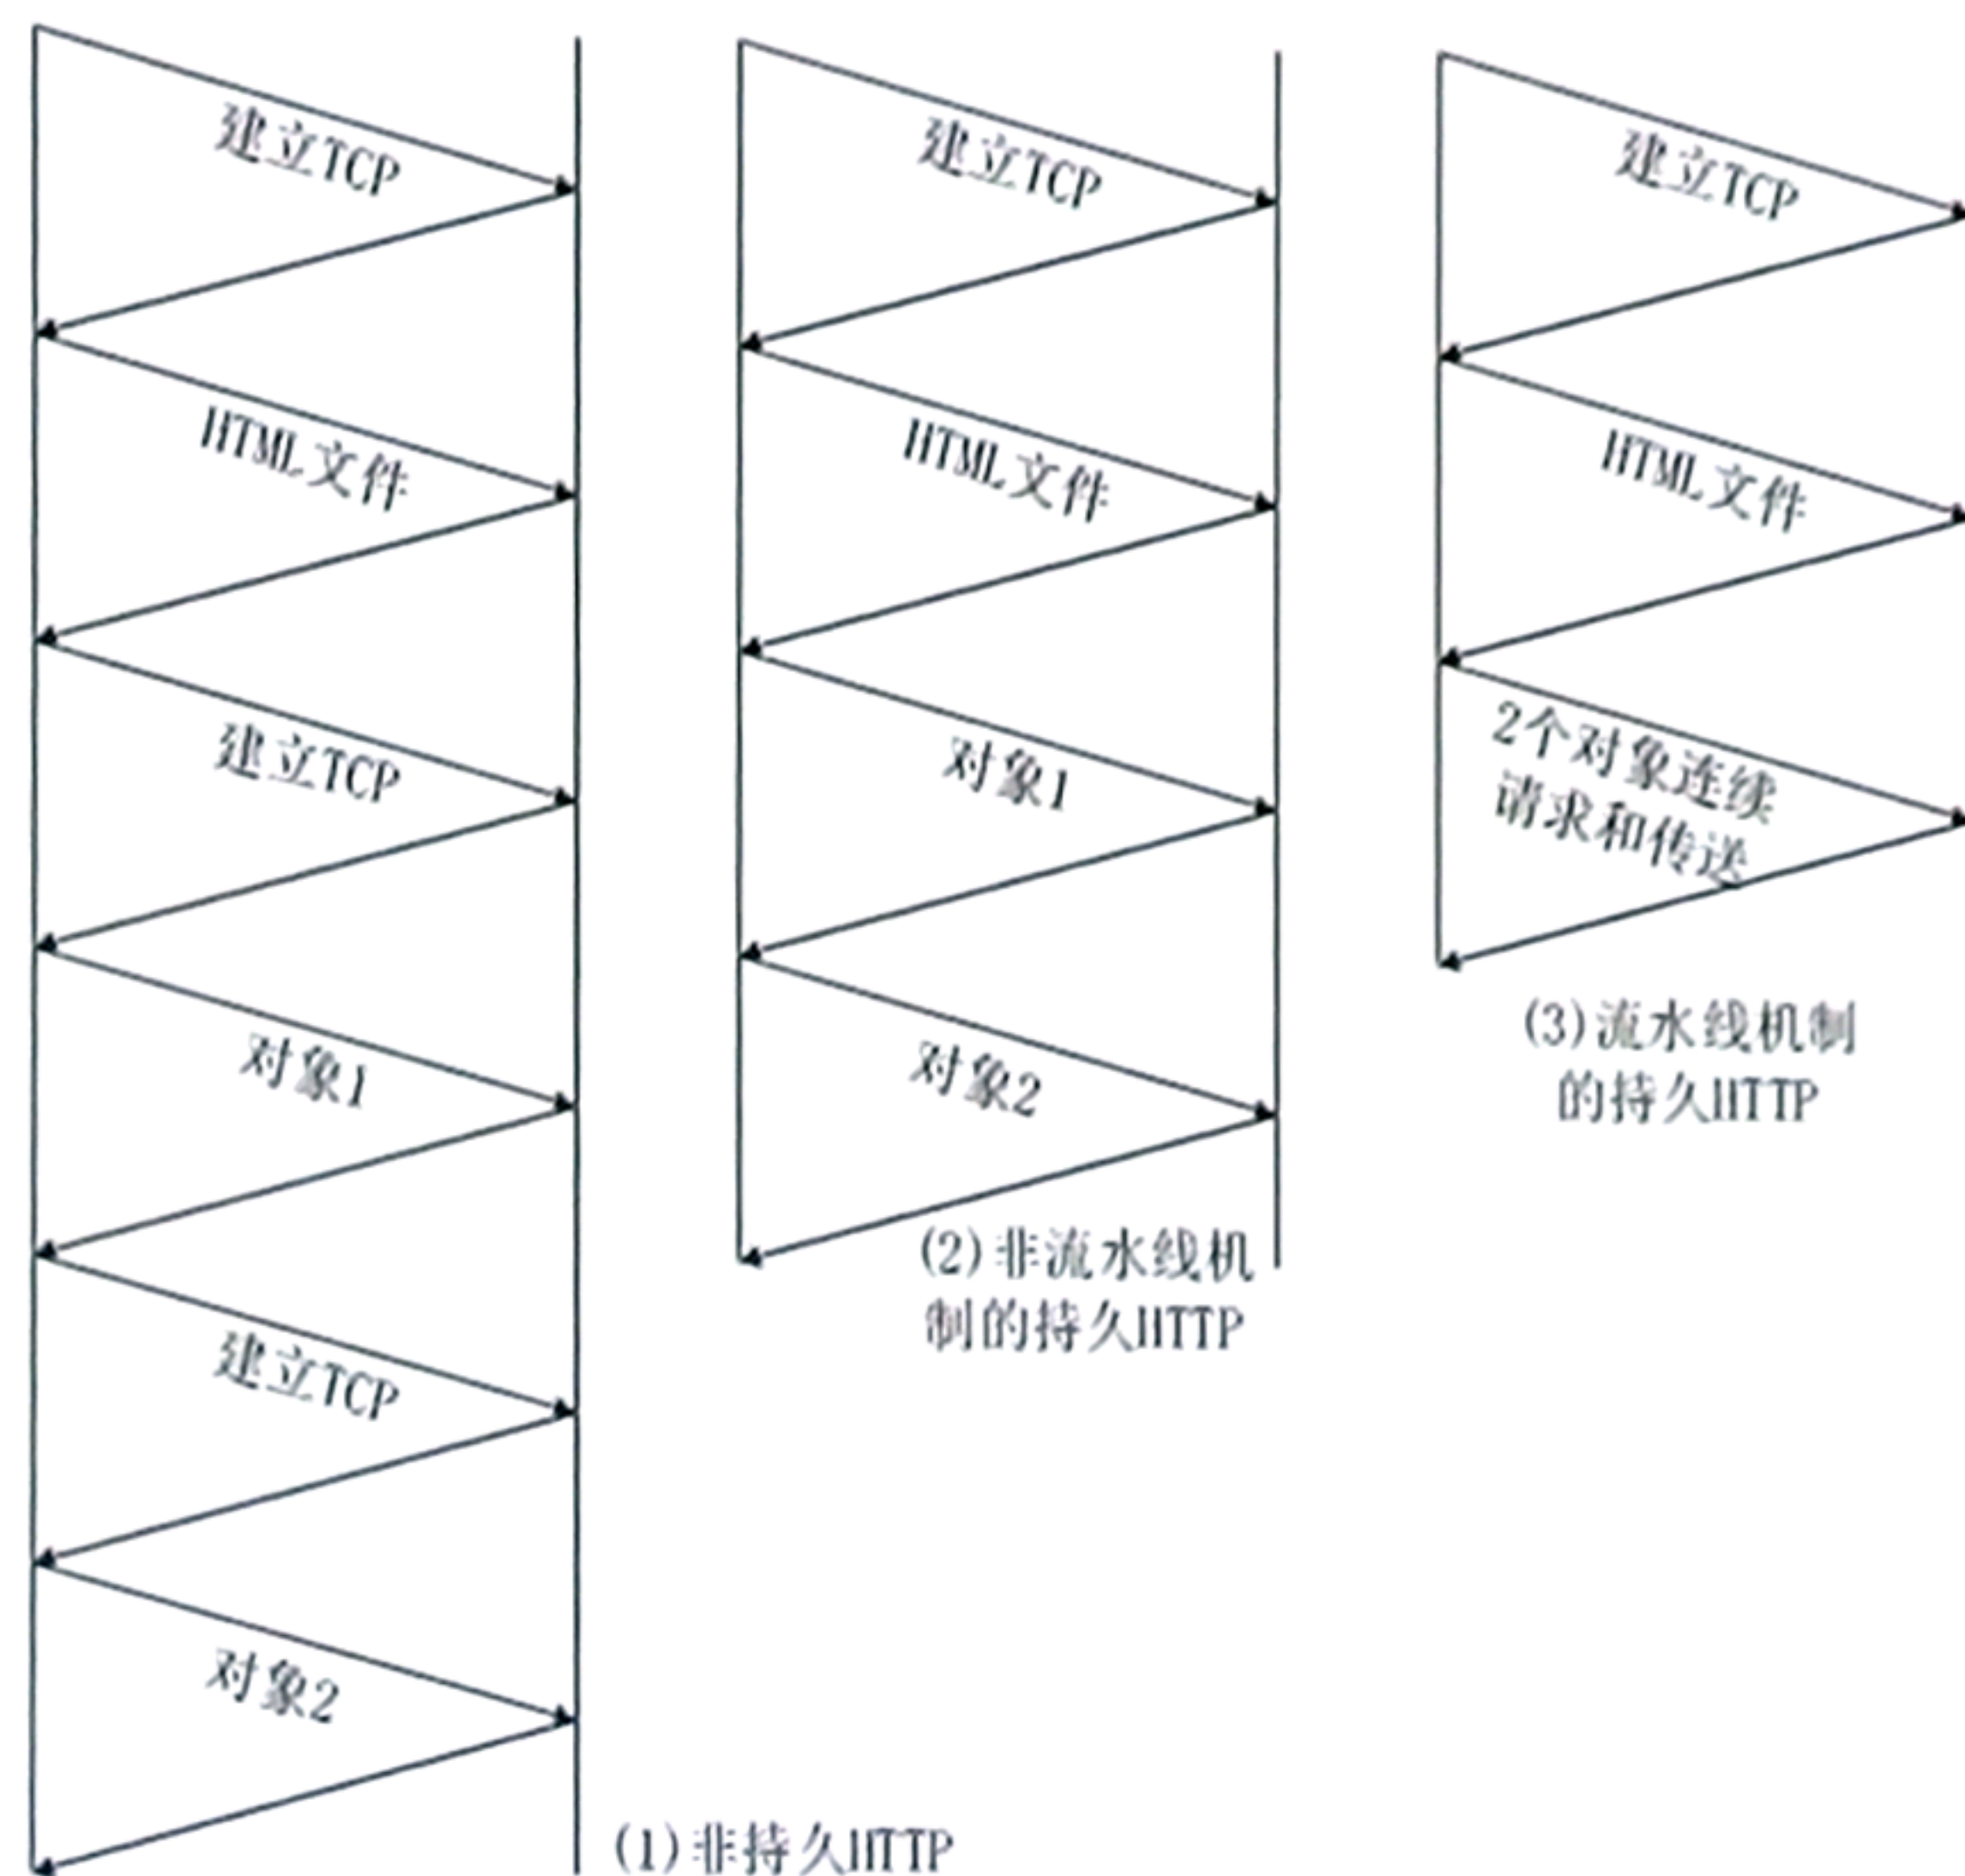 建立TCP
HTML文件
建立TCP
对象1
建立TCP
对象2
(1)非持久HTTP
建立TCP
HTML文件
对象1
对象2
(2)非流水线机
制的持久HTTP
建立TCP
HTML文件
2个对象连续
请求和传送
(3)流水线机制
的持久HTTP